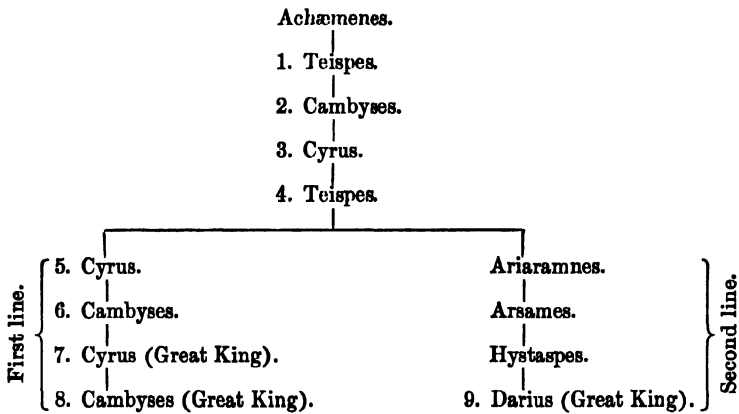 Achæmenes.
1. Teispes.
2. Cambyses.
3. Cyrus.
4. Teispes.
First line.
5. Cyrus.
6. Cambyses.
7. Cyrus (Great King).
8. Cambyses (Great King).
Ariaramnes.
Arsames.
Hystaspes.
9. Darius (Great King).
Second line.